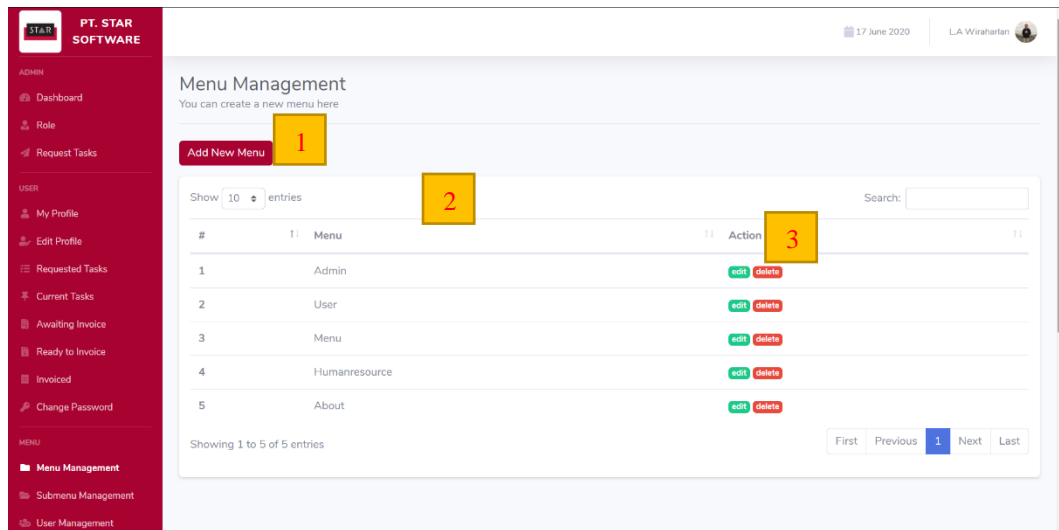 STAR
PT. STAR
SOFTWARE
ADMIN
Dashboard
Role
Request Tasks
USER
My Profile
Edit Profile
Requested Tasks
Current Tasks
Awaiting Invoice
Ready to Invoice
Invoiced
Change Password
MENU
Menu Management
Submenu Management
User Management
17 June 2020 L.A Wirahartan
Menu Management
You can create a new menu here
Add New Menu 1
Show 10 entries 2 Search:
# Menu Action 3
1 Admin edit delete
2 User edit delete
3 Menu edit delete
4 Humanresource edit delete
5 About edit delete
Showing 1 to 5 of 5 entries First Previous 1 Next Last